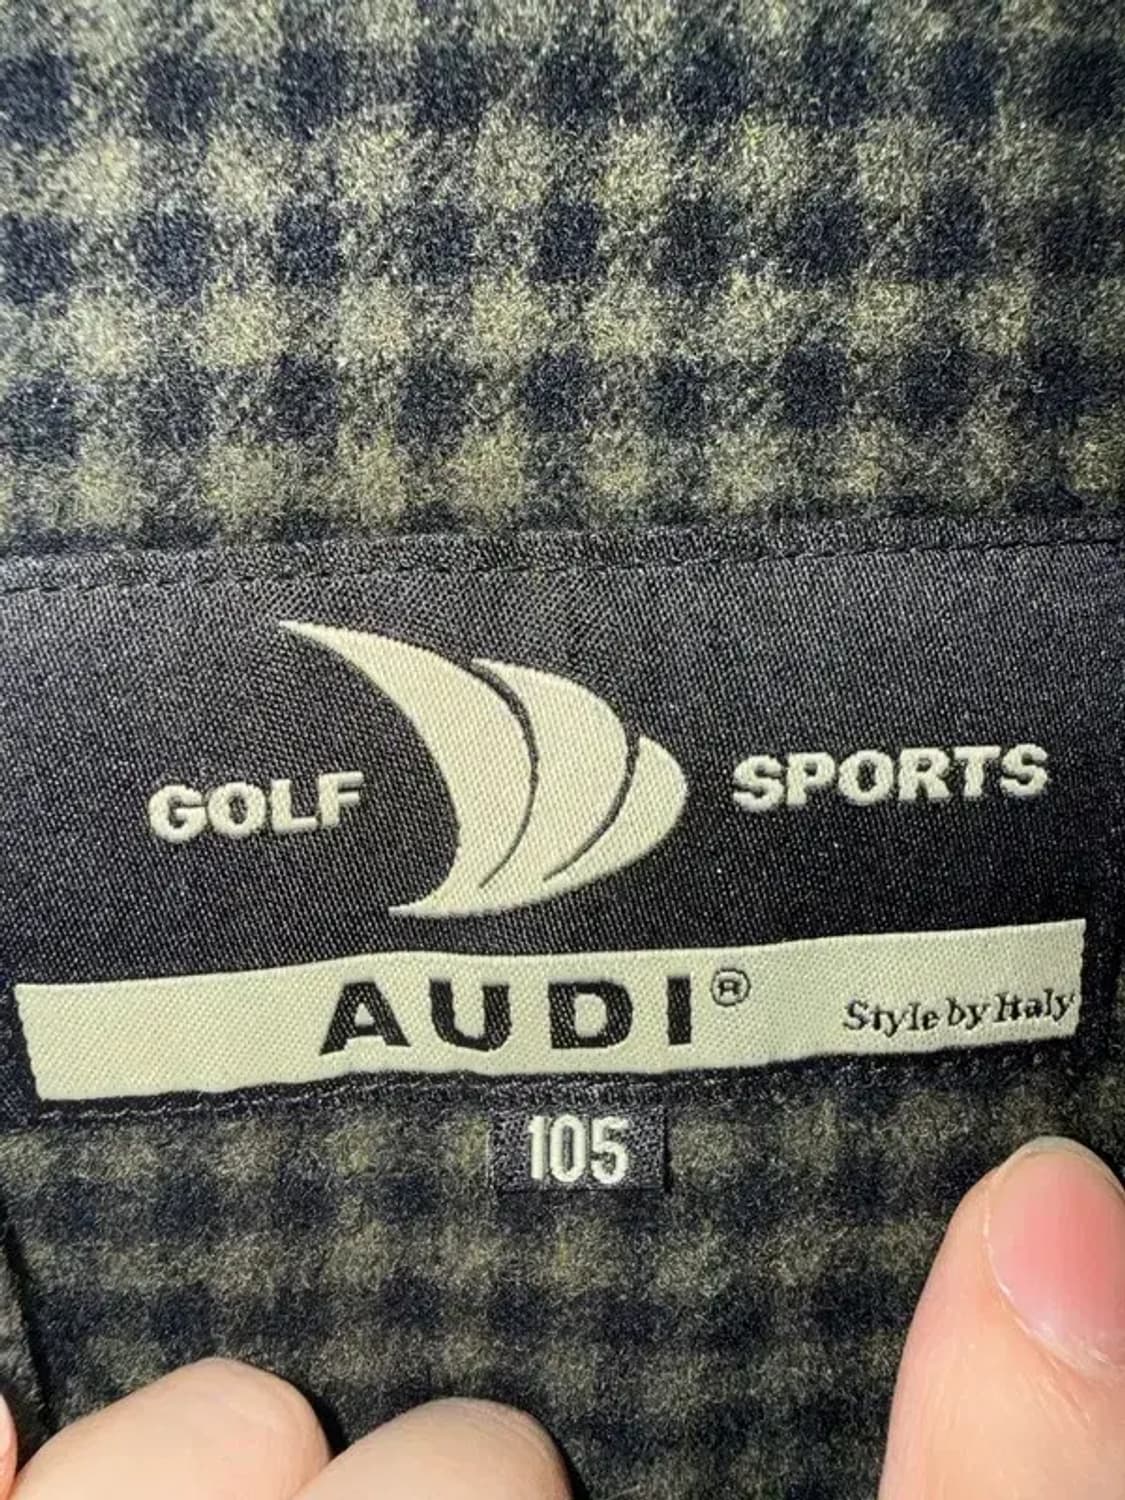 GOLF SPORTS
AUDI®
Style by Italy
105